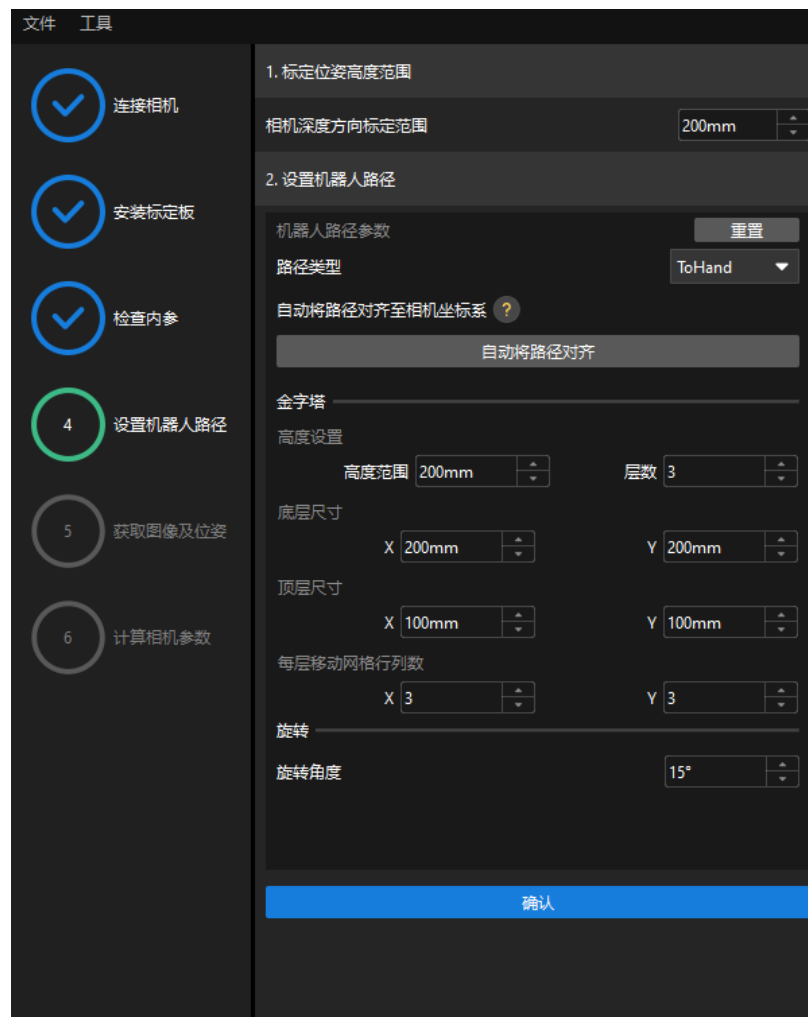 文件 工具
连接相机
安装标定板
检查内参
4 设置机器人路径
5 获取图像及位姿
6 计算相机参数
1. 标定位姿高度范围
相机深度方向标定范围 200mm
2. 设置机器人路径
机器人路径参数 重置
路径类型 ToHand
自动将路径对齐至相机坐标系 ?
自动将路径对齐
金字塔
高度设置
高度范围 200mm 层数 3
底层尺寸
X 200mm Y 200mm
顶层尺寸
X 100mm Y 100mm
每层移动网格行列数
X 3 Y 3
旋转
旋转角度 15°
确认